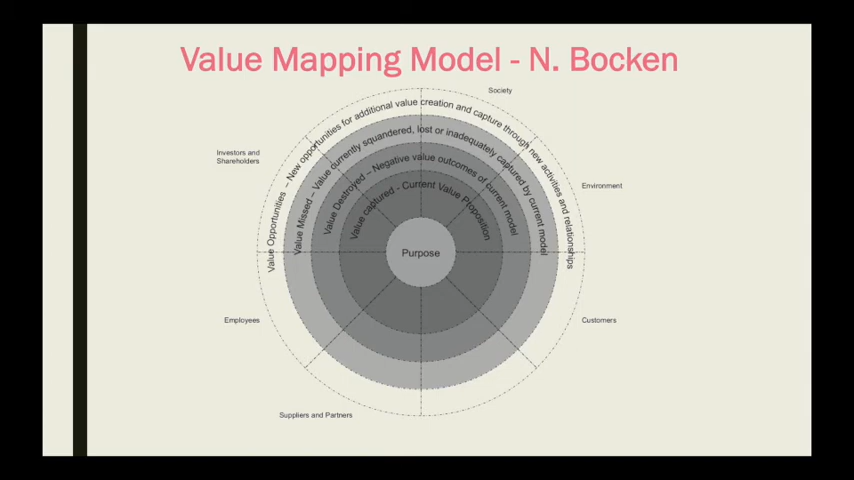 Value Mapping Model - N. Bocken
Society
Investors and
Shareholders
Environment
Value Opportunities – New opportunities for additional value creation and capture through new activities and relationships
Value Missed – Value currently squandered, lost or inadequately captured by current model
Value Destroyed – Negative value outcomes of current model
Value captured - Current Value Proposition
Purpose
Employees
Customers
Suppliers and Partners